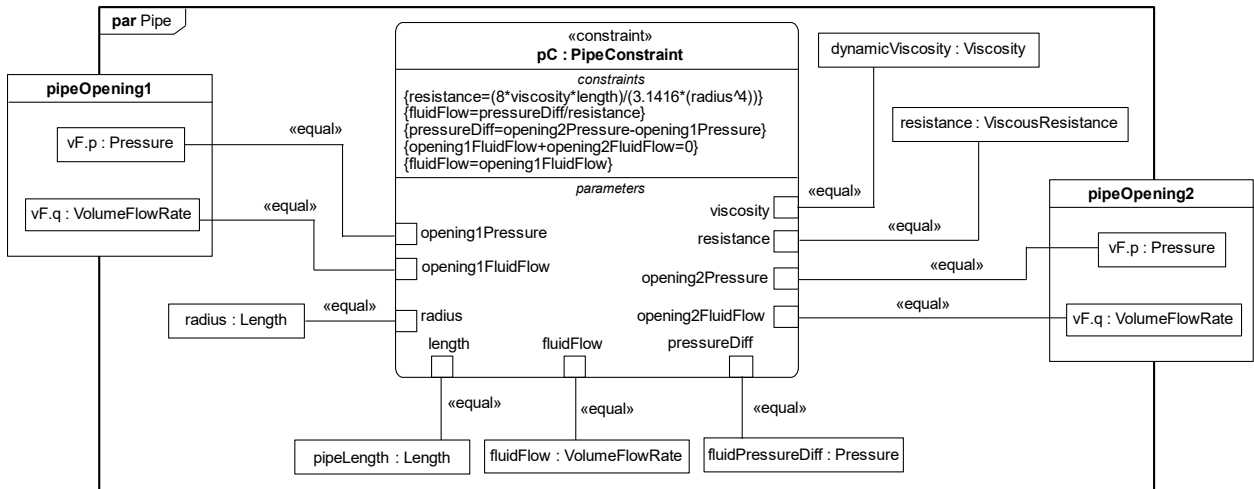 par Pipe
«constraint»
pC : PipeConstraint
constraints
{resistance=(8*viscosity*length)/(3.1416*(radius^4))}
{fluidFlow=pressureDiff/resistance}
{pressureDiff=opening2Pressure-opening1Pressure}
{opening1FluidFlow+opening2FluidFlow=0}
{fluidFlow=opening1FluidFlow}
parameters
pipeOpening1
vF.p : Pressure
vF.q : VolumeFlowRate
«equal»
«equal»
opening1Pressure
opening1FluidFlow
radius : Length
«equal»
radius
length
fluidFlow
pressureDiff
dynamicViscosity : Viscosity
resistance : ViscousResistance
«equal»
viscosity
«equal»
resistance
«equal»
opening2Pressure
«equal»
opening2FluidFlow
pipeOpening2
vF.p : Pressure
vF.q : VolumeFlowRate
«equal»
«equal»
«equal»
pipeLength : Length
fluidFlow : VolumeFlowRate
fluidPressureDiff : Pressure